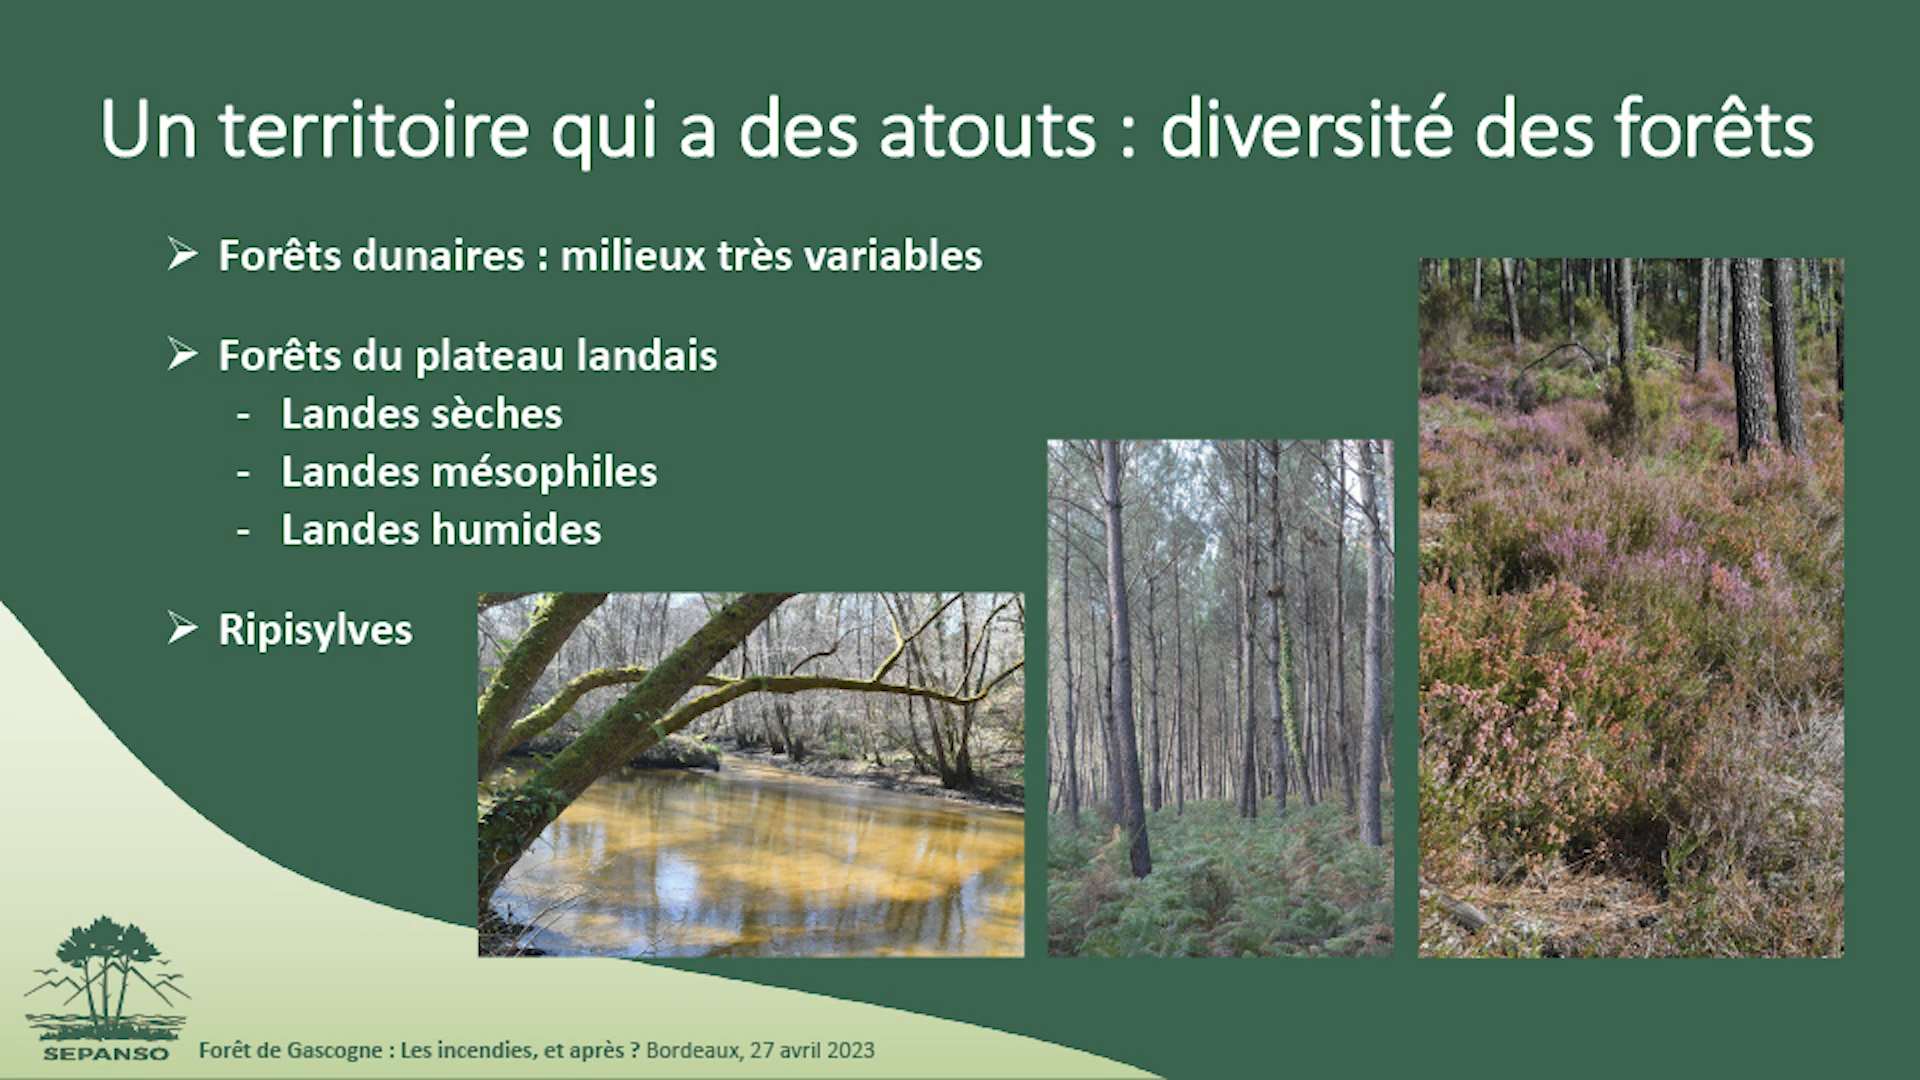 Un territoire qui a des atouts : diversité des forêts
➢ Forêts dunaires : milieux très variables
➢ Forêts du plateau landais
- Landes sèches
- Landes mésophiles
- Landes humides
➢ Ripisylves
SEPANSO
Forêt de Gascogne : Les incendies, et après ? Bordeaux, 27 avril 2023